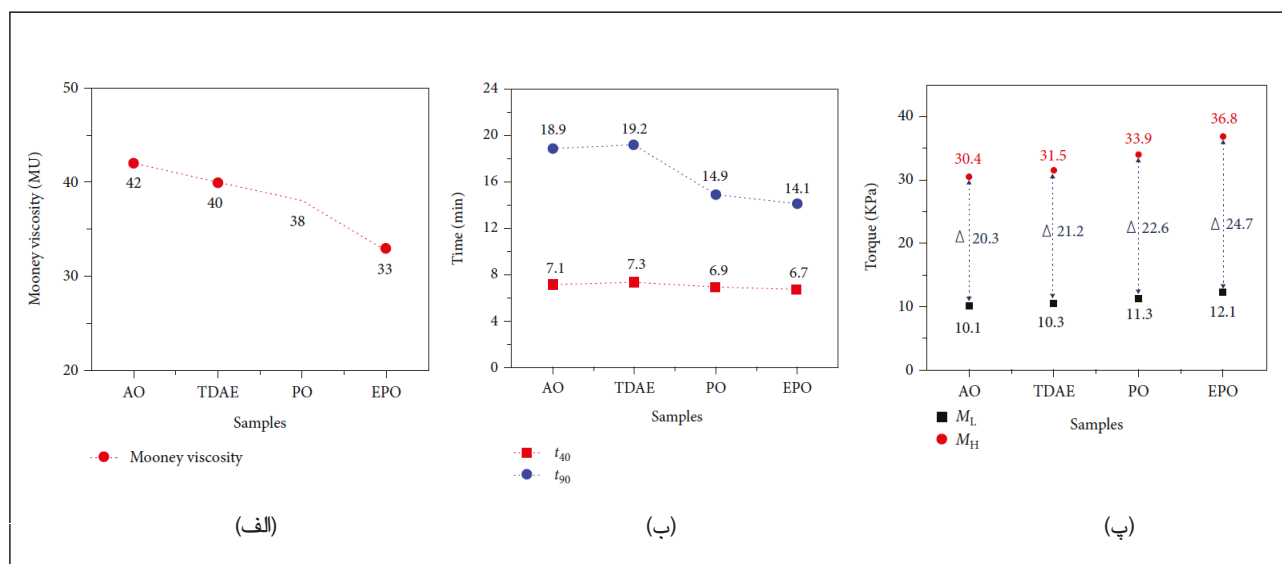 Mooney viscosity (MU)
50
40
30
20
42
40
38
33
AO TDAE PO EPO
Samples
Mooney viscosity
(الف)
Time (min)
24
20
16
12
8
4
0
18.9 19.2 14.9 14.1
7.1 7.3 6.9 6.7
AO TDAE PO EPO
Samples
t40
t90
(ب)
Torque (KPa)
40
30
20
10
0
30.4 31.5 33.9 36.8
Δ 20.3 Δ 21.2 Δ 22.6 Δ 24.7
10.1 10.3 11.3 12.1
AO TDAE PO EPO
Samples
ML
MH
(پ)